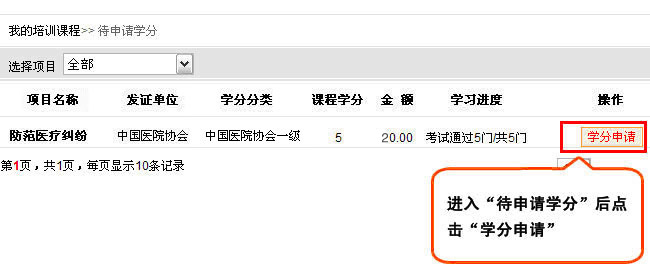 我的培训课程>> 待申请学分
选择项目 全部
项目名称 发证单位 学分分类 课程学分 金 额 学习进度 操作
防范医疗纠纷 中国医院协会 中国医院协会一级 5 20.00 考试通过5门/共5门 学分申请
第1页，共1页，每页显示10条记录
进入“待申请学分”后点
击“学分申请”